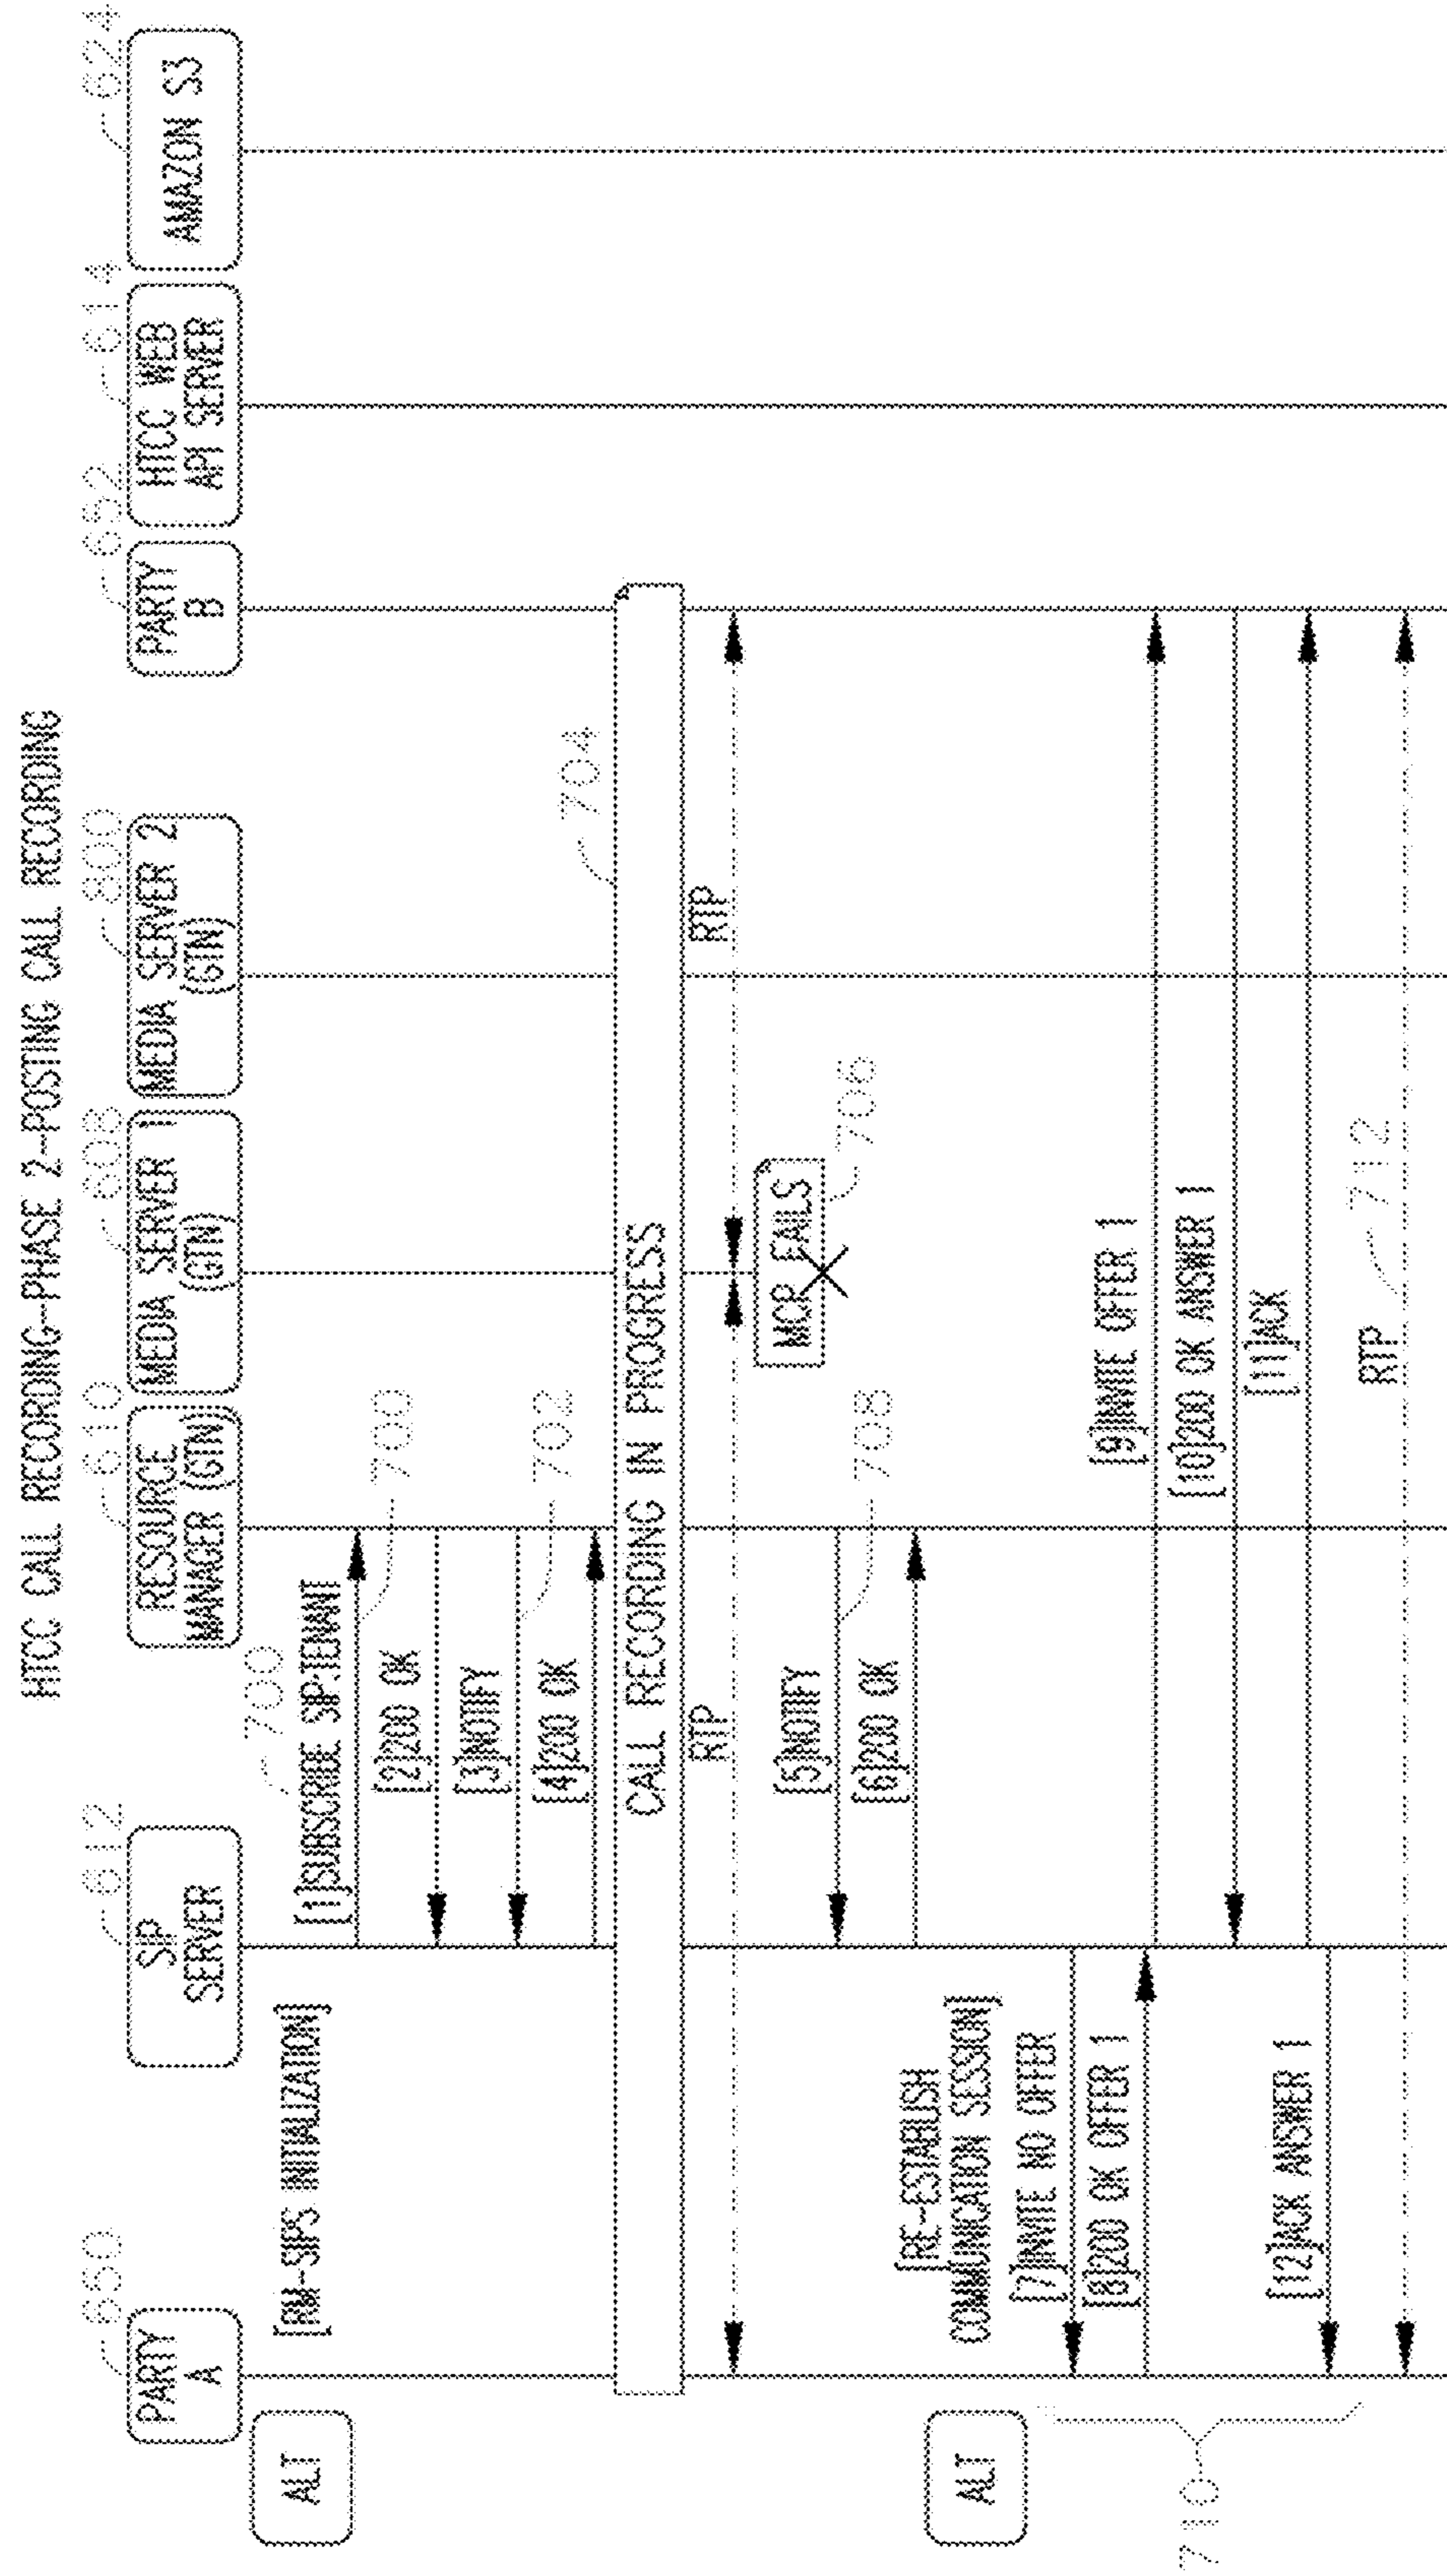 HTCC CALL RECORDING--PHASE 2--POSTING CALL RECORDING
650
612
610
608
800
652
614
624
PARTY
A
SIP
SERVER
RESOURCE
MANAGER (GTN)
MEDIA SERVER 1
(GTN)
MEDIA SERVER 2
(GTN)
PARTY
B
HTCC WEB
API SERVER
AMAZON S3
ALT
[RM-SIPS INITIALIZATION]
700
[1]SUBSCRIBE SIP:TENANT
700
[2]200 OK
[3]NOTIFY
702
[4]200 OK
704
CALL RECORDING IN PROGRESS
RTP
RTP
MCP FAILS
706
[5]NOTIFY
708
[6]200 OK
ALT
[RE-ESTABLISH
COMMUNICATION SESSION]
[7]INVITE NO OFFER
[8]200 OK OFFER 1
[9]INVITE OFFER 1
[10]200 OK ANSWER 1
[11]ACK
[12]ACK ANSWER 1
710
RTP
712